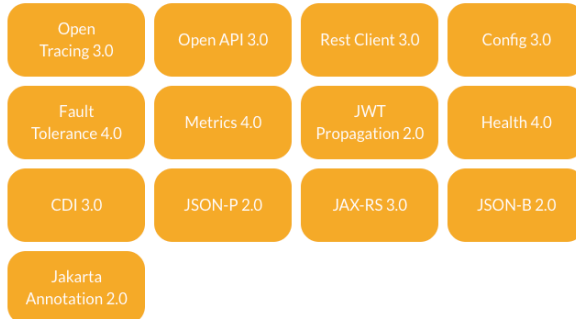 Open
Tracing 3.0
Open API 3.0
Rest Client 3.0
Config 3.0
Fault
Tolerance 4.0
Metrics 4.0
JWT
Propagation 2.0
Health 4.0
CDI 3.0
JSON-P 2.0
JAX-RS 3.0
JSON-B 2.0
Jakarta
Annotation 2.0